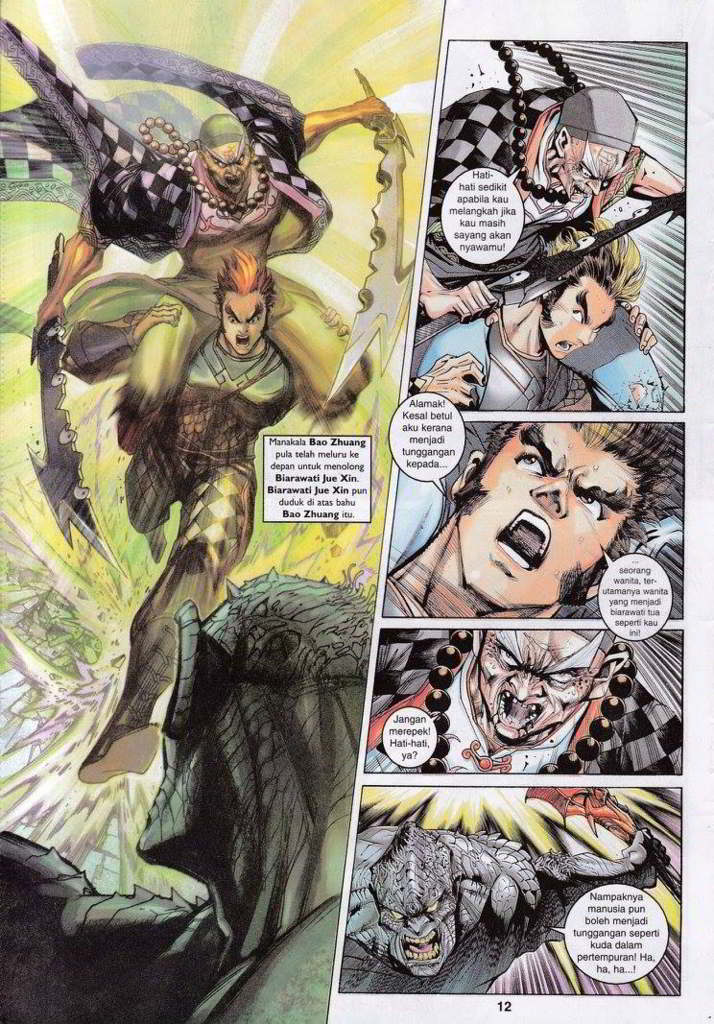 Manakala Bao Zhuang
pula telah meluru ke
depan untuk menolong
Biarawati Jue Xin.
Biarawati Jue Xin pun
duduk di atas bahu
Bao Zhuang itu.
Hati-
hati sedikit
apabila kau
melangkah jika
kau masih
sayang akan
nyawamu!
Alamak!
Kesal betul
aku kerana
menjadi
tunggangan
kepada...
...
seorang
wanita, ter-
utamanya wanita
yang menjadi
biarawati tua
seperti kau
ini!
Jangan
merepek!
Hati-hati,
ya?
Nampaknya
manusia pun
boleh menjadi
tunggangan seperti
kuda dalam
pertempuran! Ha,
ha, ha...!
12